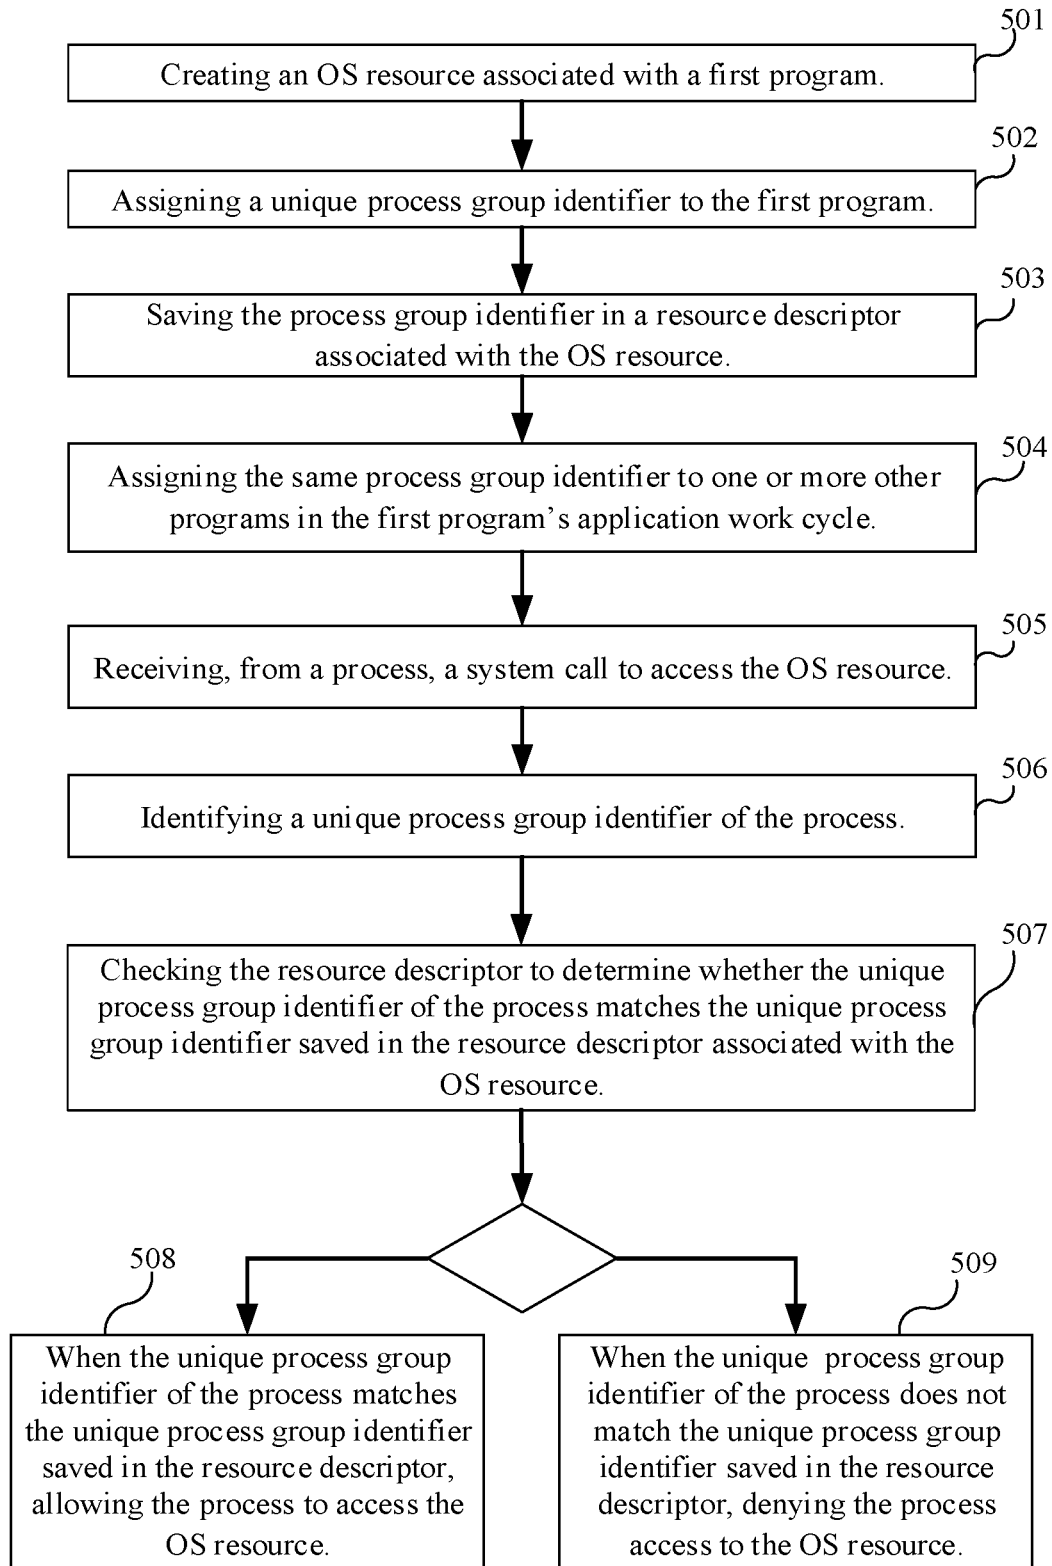 501
Creating an OS resource associated with a first program.
502
Assigning a unique process group identifier to the first program.
503
Saving the process group identifier in a resource descriptor
associated with the OS resource.
504
Assigning the same process group identifier to one or more other
programs in the first program's application work cycle.
505
Receiving, from a process, a system call to access the OS resource.
506
Identifying a unique process group identifier of the process.
507
Checking the resource descriptor to determine whether the unique
process group identifier of the process matches the unique process
group identifier saved in the resource descriptor associated with the
OS resource.
508
When the unique process group
identifier of the process matches
the unique process group identifier
saved in the resource descriptor,
allowing the process to access the
OS resource.
509
When the unique process group
identifier of the process does not
match the unique process group
identifier saved in the resource
descriptor, denying the process
access to the OS resource.